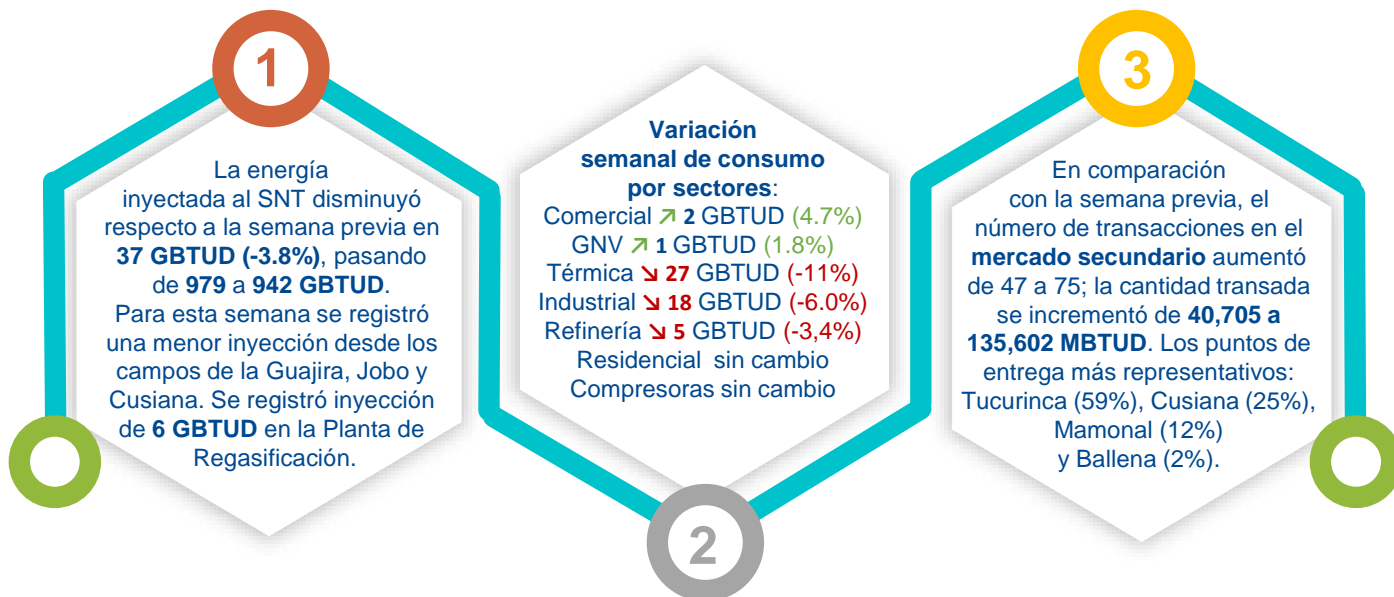 1
La energía
inyectada al SNT disminuyó
respecto a la semana previa en
37 GBTUD (-3.8%), pasando
de 979 a 942 GBTUD.
Para esta semana se registró
una menor inyección desde los
campos de la Guajira, Jobo y
Cusiana. Se registró inyección
de 6 GBTUD en la Planta de
Regasificación.
Variación
semanal de consumo
por sectores:
Comercial ↗ 2 GBTUD (4.7%)
GNV ↗ 1 GBTUD (1.8%)
Térmica ↘ 27 GBTUD (-11%)
Industrial ↘ 18 GBTUD (-6.0%)
Refinería ↘ 5 GBTUD (-3,4%)
Residencial sin cambio
Compresoras sin cambio
2
3
En comparación
con la semana previa, el
número de transacciones en el
mercado secundario aumentó
de 47 a 75; la cantidad transada
se incrementó de 40,705 a
135,602 MBTUD. Los puntos de
entrega más representativos:
Tucurinca (59%), Cusiana (25%),
Mamonal (12%)
y Ballena (2%).